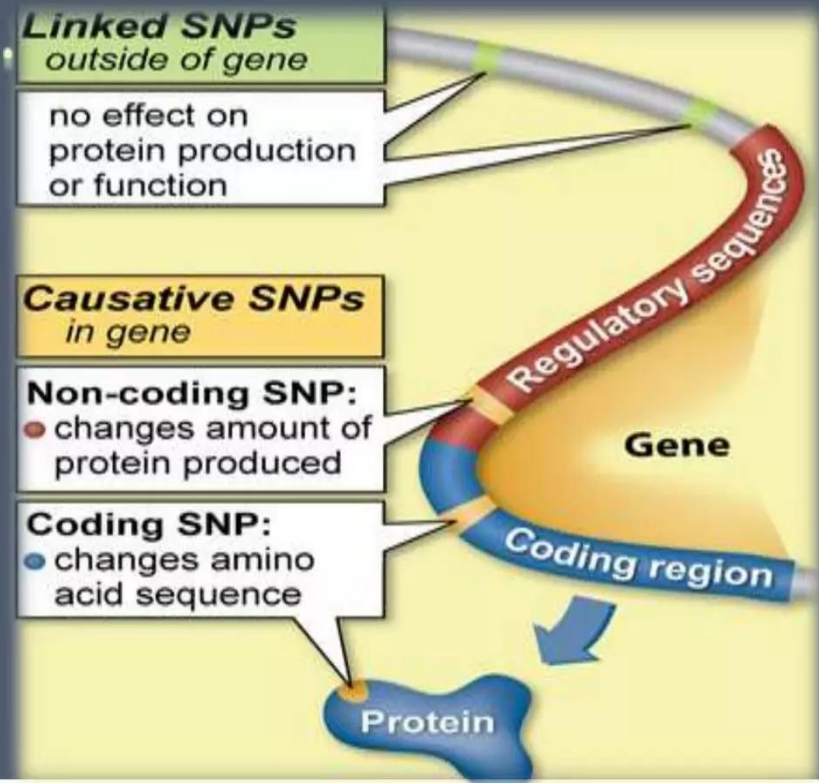 Linked SNPs
outside of gene
no effect on
protein production
or function
Regulatory sequences
Causative SNPs
in gene
Non-coding SNP:
changes amount of
protein produced
Gene
Coding SNP:
changes amino
acid sequence
Coding region
Protein